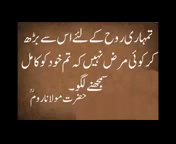 تمہاری روح کے لئے اس سے بڑھ
کر کوئی مرض نہیں کہ تم خود کو کامل
سمجھنے لگو۔
حضرت مولانا روم